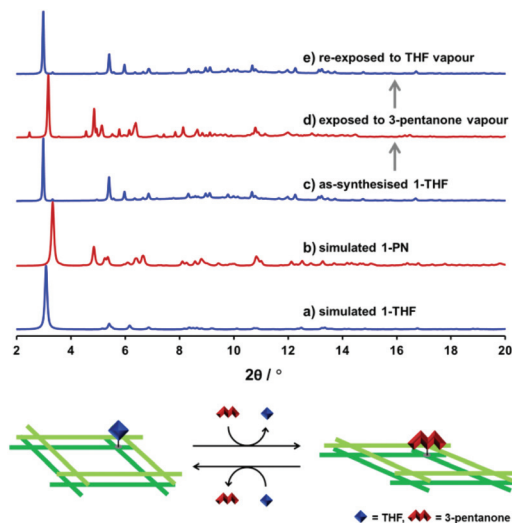 e) re-exposed to THF vapour
d) exposed to 3-pentanone vapour
c) as-synthesised 1-THF
b) simulated 1-PN
a) simulated 1-THF
2 4 6 8 10 12 14 16 18 20
2θ / °
= THF, = 3-pentanone